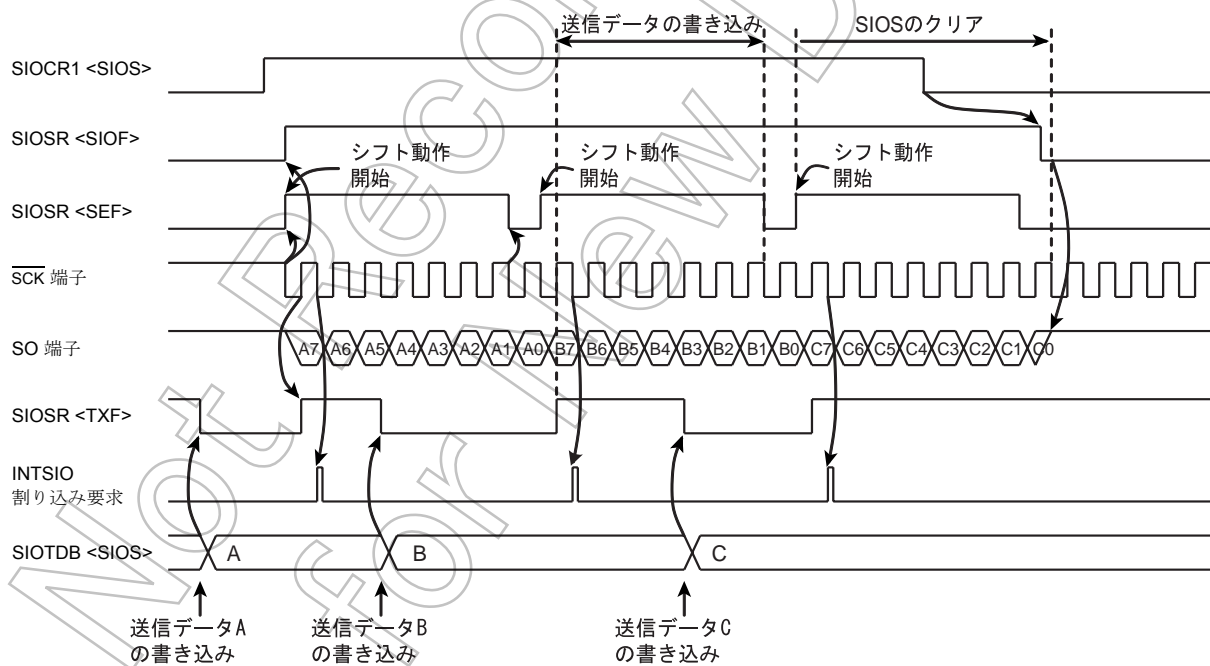 送信データの書き込み
SIOSのクリア
SIOCR1 <SIOS>
SIOSR <SIOF>
シフト動作
開始
シフト動作
開始
シフト動作
開始
SIOSR <SEF>
SCK 端子
SO 端子
A7 A6 A5 A4 A3 A2 A1 A0 B7 B6 B5 B4 B3 B2 B1 B0 C7 C6 C5 C4 C3 C2 C1 C0
SIOSR <TXF>
INTSIO
割り込み要求
SIOTDB <SIOS>
A
B
C
送信データA
の書き込み
送信データB
の書き込み
送信データC
の書き込み
Not Recom
for New D